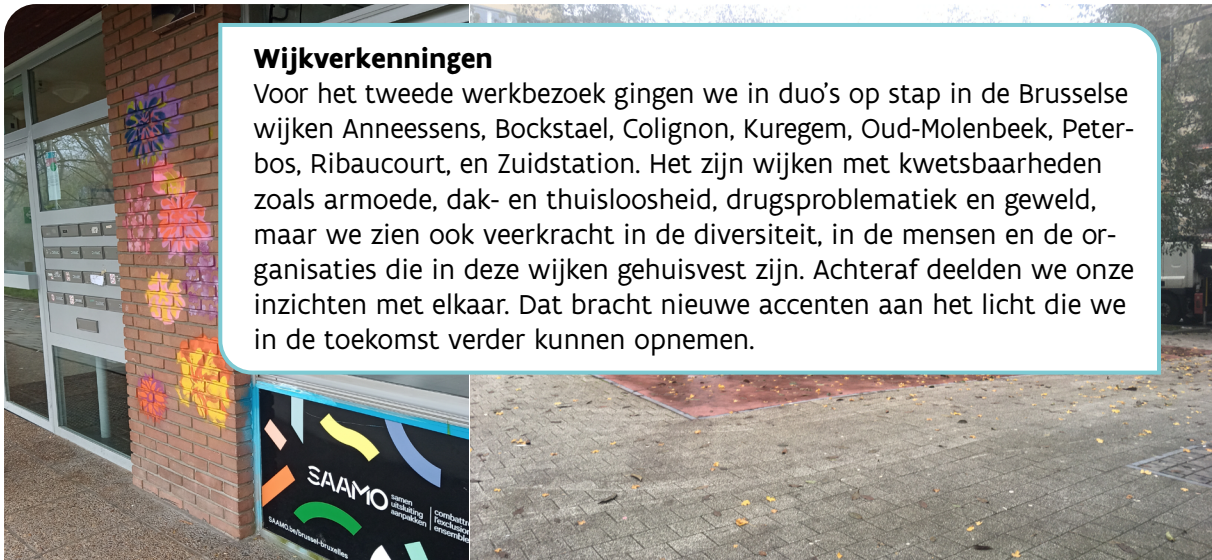 Wijkverkenningen
Voor het tweede werkbezoek gingen we in duo's op stap in de Brusselse
wijken Anneessens, Bockstael, Colignon, Kuregem, Oud-Molenbeek, Peter-
bos, Ribaucourt, en Zuidstation. Het zijn wijken met kwetsbaarheden
zoals armoede, dak- en thuisloosheid, drugsproblematiek en geweld,
maar we zien ook veerkracht in de diversiteit, in de mensen en de or-
ganisaties die in deze wijken gehuisvest zijn. Achteraf deelden we onze
inzichten met elkaar. Dat bracht nieuwe accenten aan het licht die we
in de toekomst verder kunnen opnemen.
SAAMO
samen
uitsluiting
aanpakken
combattre
l'exclusion
ensemble
SAAMO.be/brussel-bruxelles